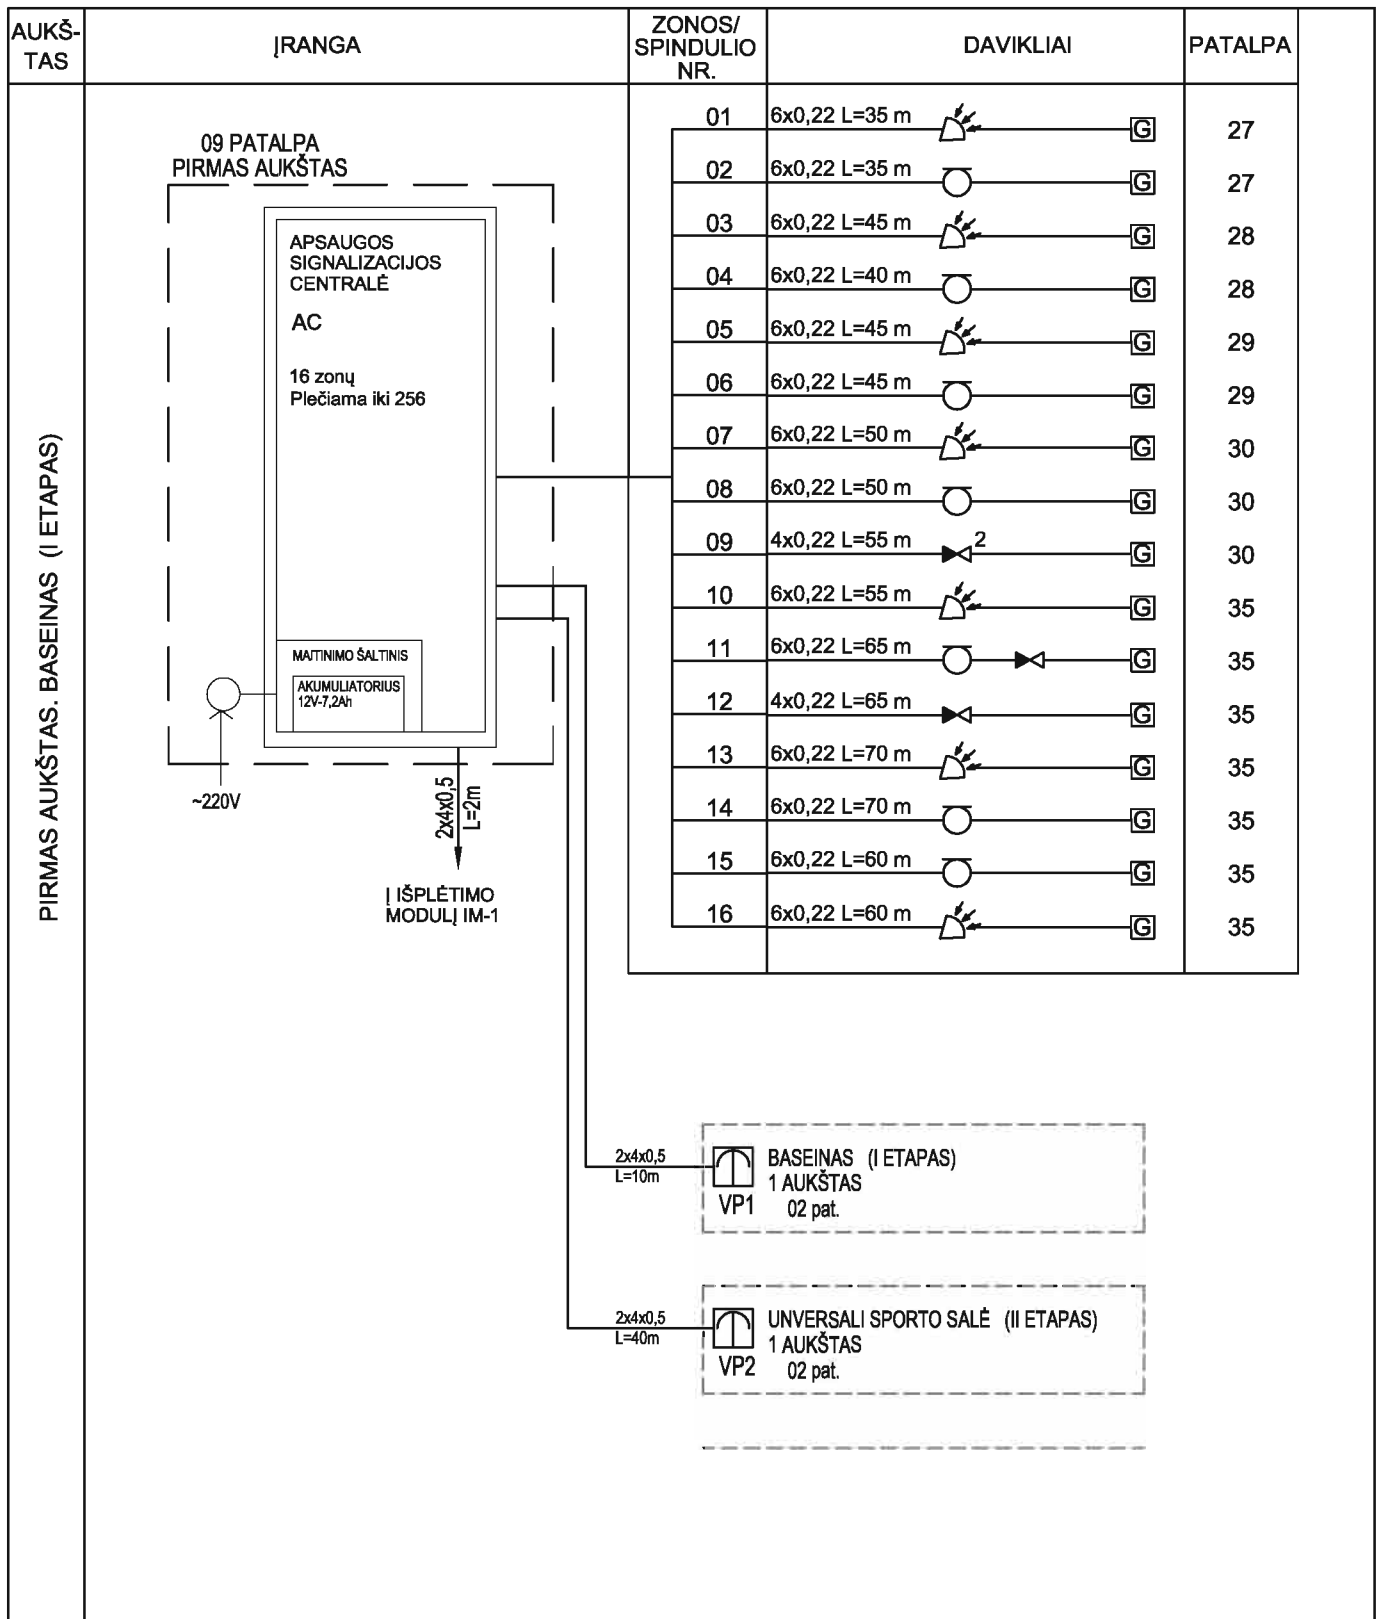 AUKŠ-
TAS
ĮRANGA
ZONOS/
SPINDULIO
NR.
DAVIKLIAI
PATALPA
PIRMAS AUKŠTAS. BASEINAS (I ETAPAS)
09 PATALPA
PIRMAS AUKŠTAS
APSAUGOS
SIGNALIZACIJOS
CENTRALĖ
AC
16 zonų
Plečiama iki 256
MAITINIMO ŠALTINIS
AKUMULIATORIUS
12V-7,2Ah
~220V
2x4x0,5
L=2m
Į IŠPLĖTIMO
MODULĮ IM-1
01 6x0,22 L=35 m G 27
02 6x0,22 L=35 m G 27
03 6x0,22 L=45 m G 28
04 6x0,22 L=40 m G 28
05 6x0,22 L=45 m G 29
06 6x0,22 L=45 m G 29
07 6x0,22 L=50 m G 30
08 6x0,22 L=50 m G 30
09 4x0,22 L=55 m 2 G 30
10 6x0,22 L=55 m G 35
11 6x0,22 L=65 m G 35
12 4x0,22 L=65 m G 35
13 6x0,22 L=70 m G 35
14 6x0,22 L=70 m G 35
15 6x0,22 L=60 m G 35
16 6x0,22 L=60 m G 35
2x4x0,5
L=10m
VP1
BASEINAS (I ETAPAS)
1 AUKŠTAS
02 pat.
2x4x0,5
L=40m
VP2
UNVERSALI SPORTO SALĖ (II ETAPAS)
1 AUKŠTAS
02 pat.